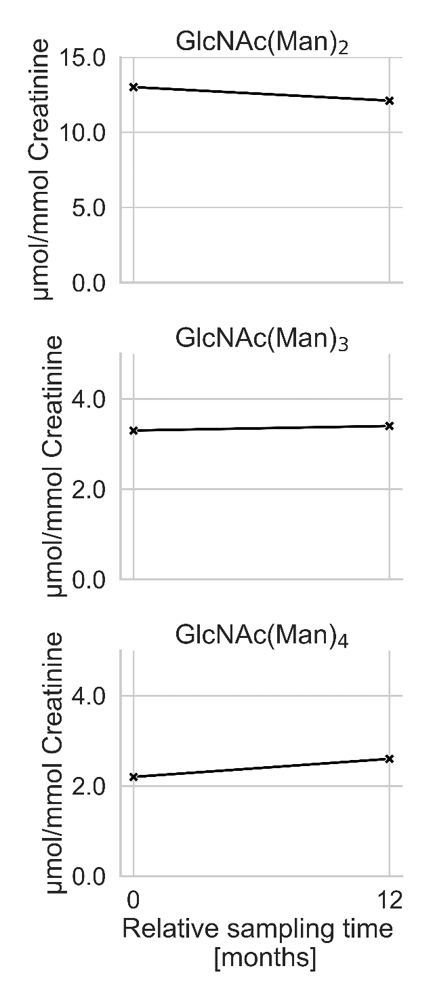 GlcNAc(Man)₂
µmol/mmol Creatinine
15.0
10.0
5.0
0.0
GlcNAc(Man)₃
µmol/mmol Creatinine
4.0
2.0
0.0
GlcNAc(Man)₄
µmol/mmol Creatinine
4.0
2.0
0.0
0 12
Relative sampling time
[months]